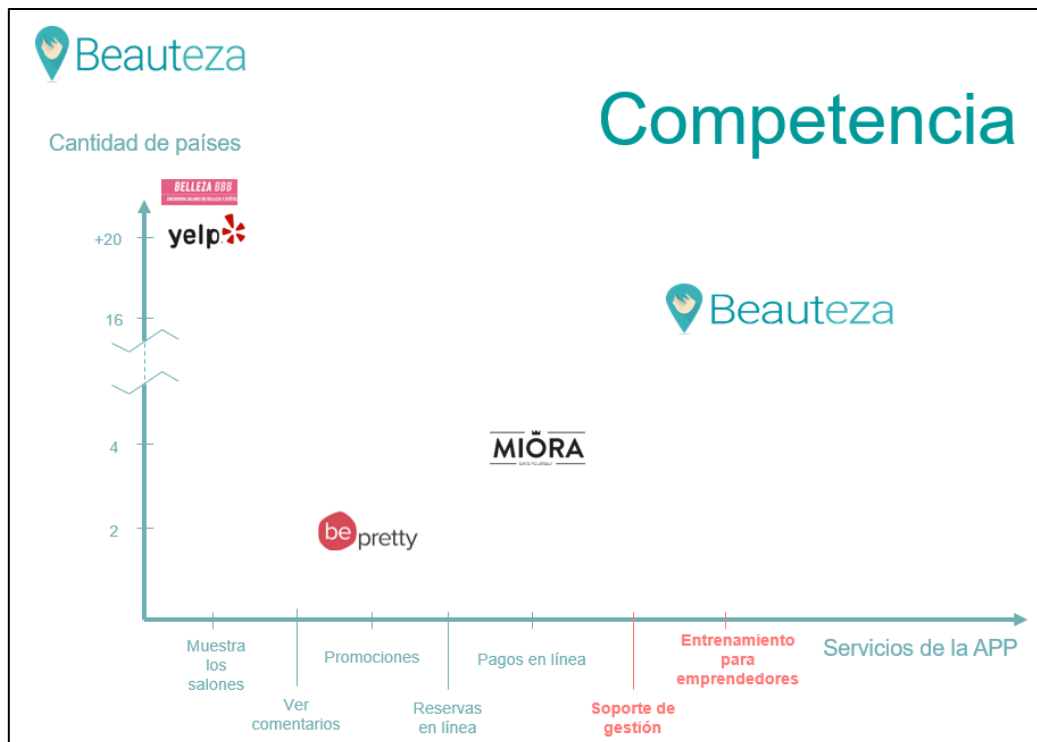 Beauteza
Competencia
Cantidad de países
BELLEZA BBB
yelp
+20
16
Beauteza
4
MIORA
2
be pretty
Muestra
los
salones
Ver
comentarios
Promociones
Reservas
en línea
Pagos en línea
Soporte de
gestión
Entrenamiento
para
emprendedores
Servicios de la APP